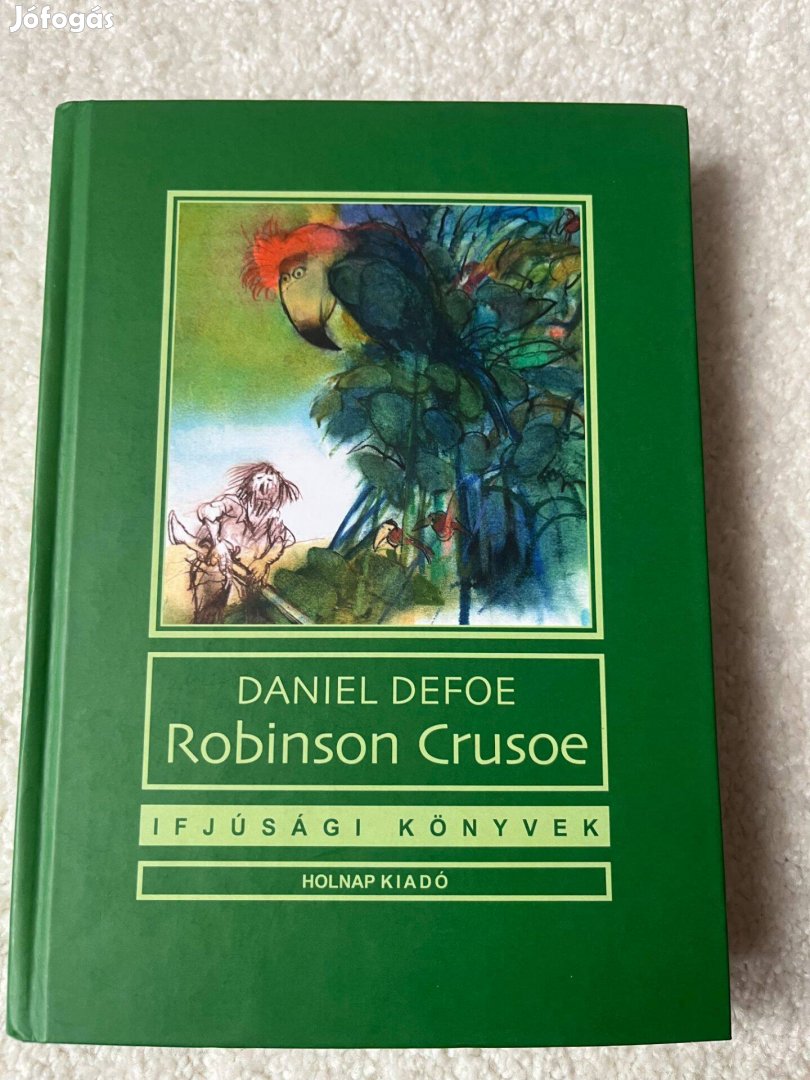 Jófogás
DANIEL DEFOE
Robinson Crusoe
IFJÚSÁGI KÖNYVEK
HOLNAP KIADÓ